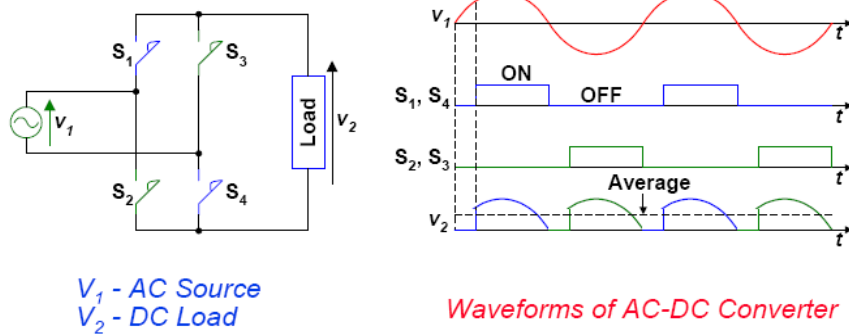 S1
S3
v1
S2
S4
Load
v2
V1 - AC Source
V2 - DC Load
v1
t
ON
S1, S4
OFF
t
S2, S3
t
Average
v2
t
Waveforms of AC-DC Converter